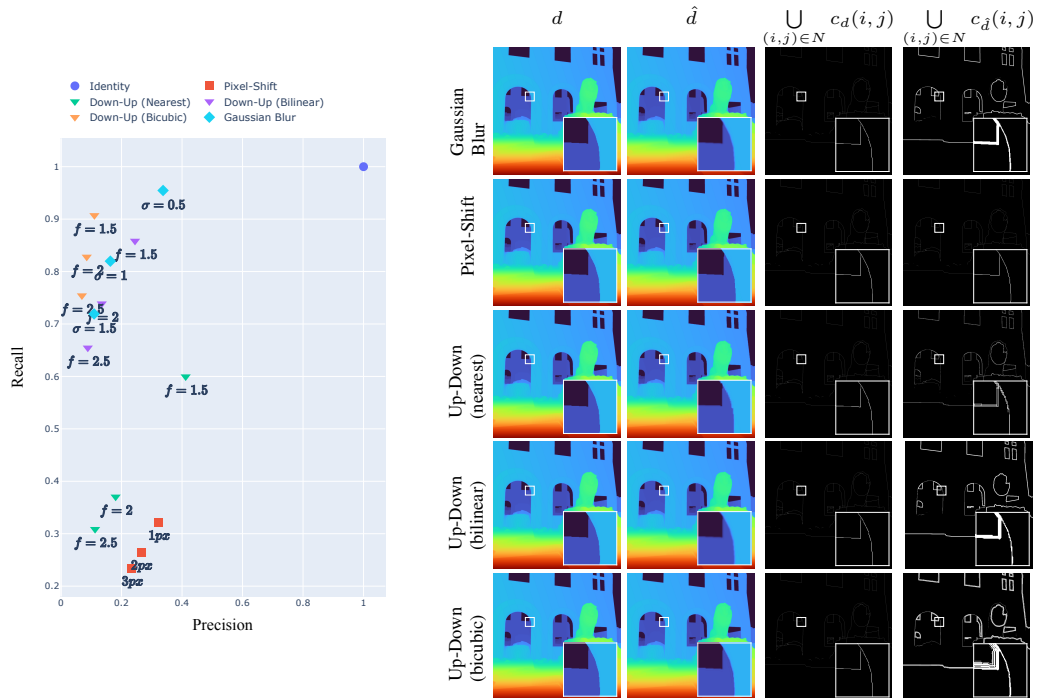 Identity
Pixel-Shift
Down-Up (Nearest)
Down-Up (Bilinear)
Down-Up (Bicubic)
Gaussian Blur
1
0.9
0.8
0.7
0.6
0.5
0.4
0.3
0.2
Recall
σ = 0.5
f = 1.5
f = 1.5
f = 2
σ = 1
f = 2.5
f = 2
σ = 1.5
f = 2.5
f = 1.5
f = 2
f = 2.5
1px
2px
3px
0
0.2
0.4
0.6
0.8
1
Precision
d
d̂
⋃ c_d(i, j)
(i,j)∈N
⋃ c_d̂(i, j)
(i,j)∈N
Gaussian
Blur
Pixel-Shift
Up-Down
(nearest)
Up-Down
(bilinear)
Up-Down
(bicubic)